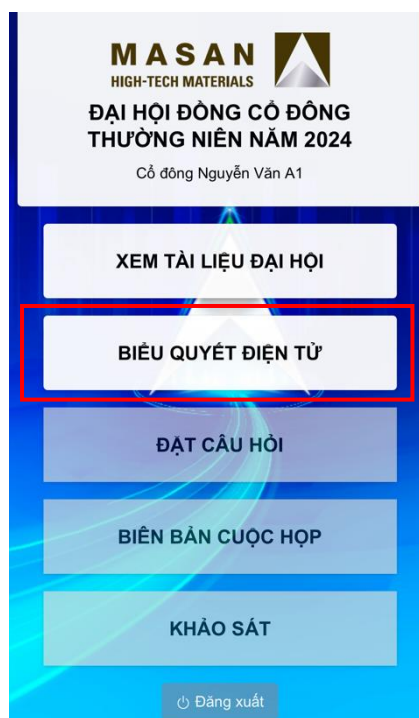 MASAN
HIGH-TECH MATERIALS
ĐẠI HỘI ĐỒNG CỔ ĐÔNG
THƯỜNG NIÊN NĂM 2024
Cổ đông Nguyễn Văn A1
XEM TÀI LIỆU ĐẠI HỘI
BIỂU QUYẾT ĐIỆN TỬ
ĐẶT CÂU HỎI
BIÊN BẢN CUỘC HỌP
KHẢO SÁT
Đăng xuất